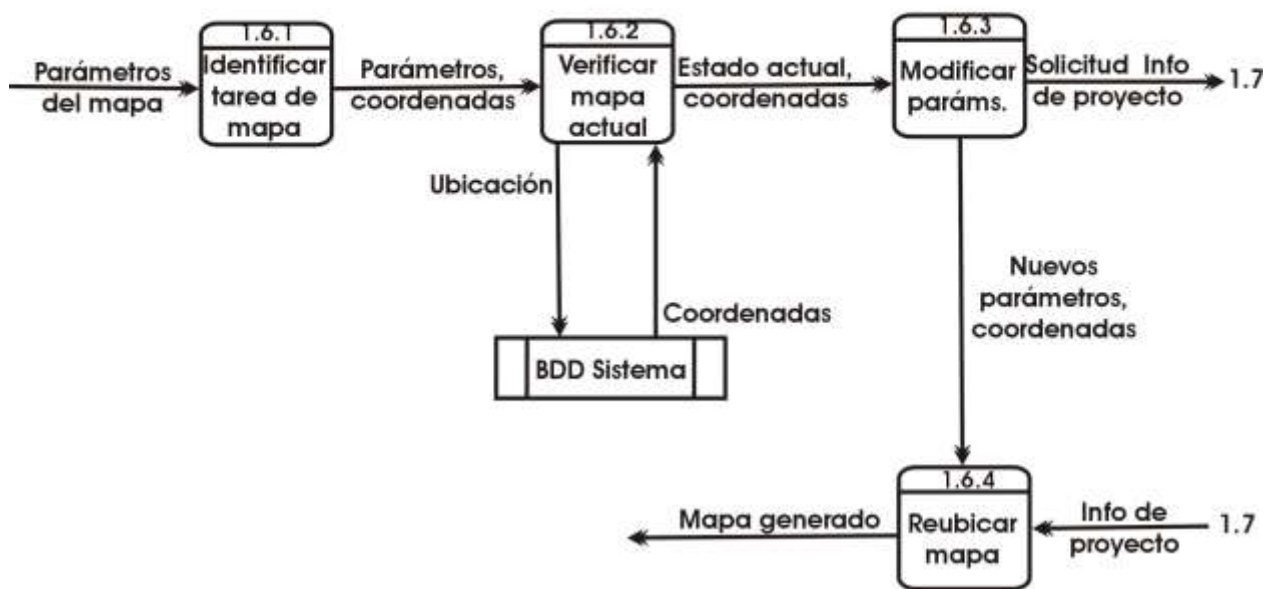 1.6.1
Identificar
tarea de
mapa
Parámetros
del mapa
Parámetros,
coordenadas
1.6.2
Verificar
mapa
actual
Estado actual,
coordenadas
1.6.3
Modificar
paráms.
Solicitud Info
de proyecto
1.7
Ubicación
Coordenadas
BDD Sistema
Nuevos
parámetros,
coordenadas
1.6.4
Reubicar
mapa
Mapa generado
Info de
proyecto
1.7